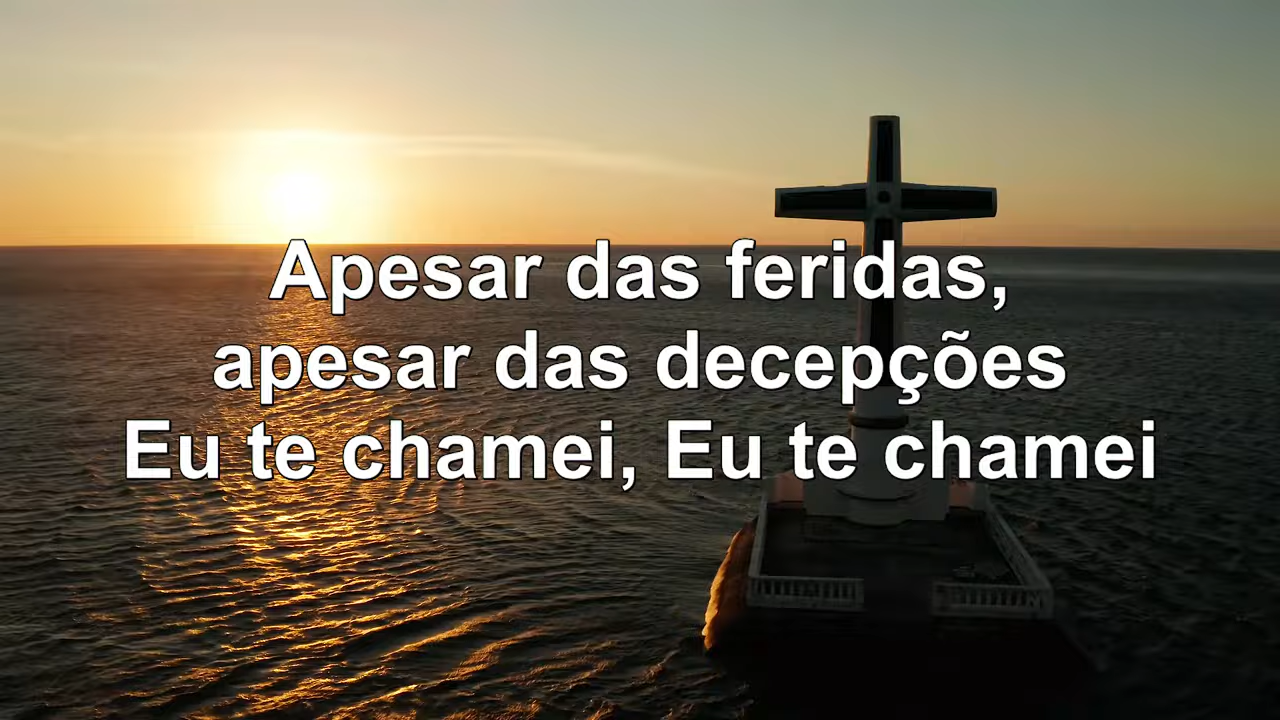 Apesar das feridas,
apesar das decepções
Eu te chamei, Eu te chamei